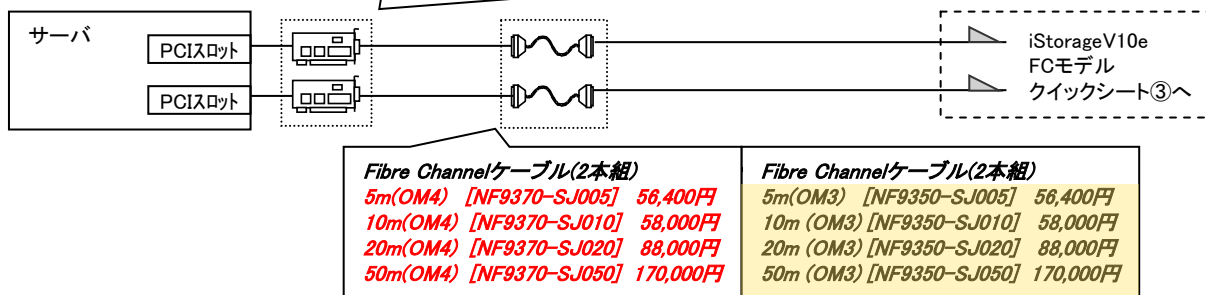 サーバ
PCIスロット
PCIスロット
iStorageV10e
FCモデル
クイックシート③へ
Fibre Channelケーブル(2本組)
5m(OM4) [NF9370-SJ005] 56,400円
10m(OM4) [NF9370-SJ010] 58,000円
20m(OM4) [NF9370-SJ020] 88,000円
50m(OM4) [NF9370-SJ050] 170,000円
Fibre Channelケーブル(2本組)
5m(OM3) [NF9350-SJ005] 56,400円
10m (OM3) [NF9350-SJ010] 58,000円
20m (OM3) [NF9350-SJ020] 88,000円
50m (OM3) [NF9350-SJ050] 170,000円